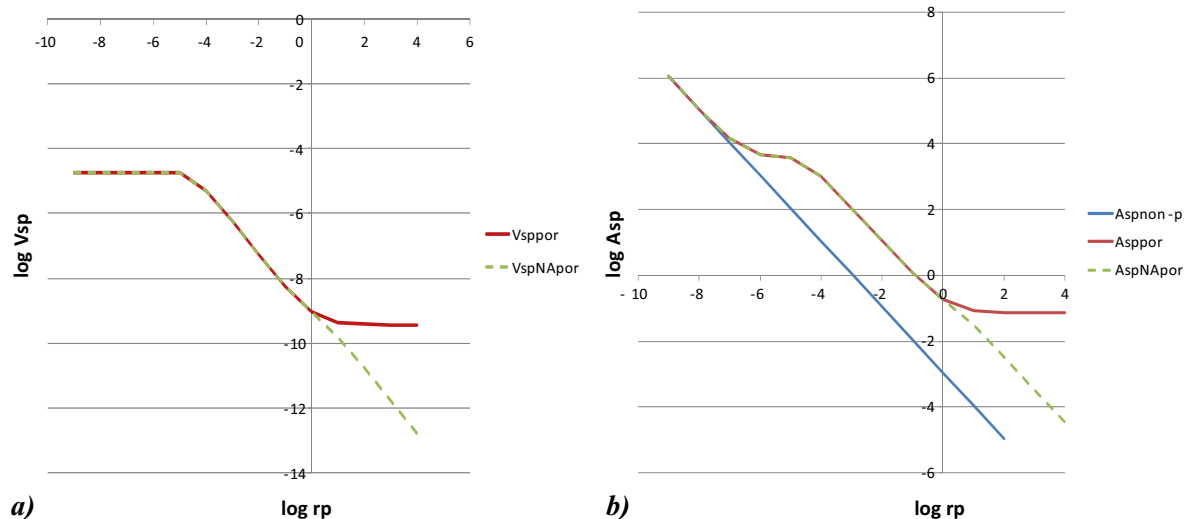 0
-10 -8 -6 -4 -2 0 2 4 6
-2
-4
-6
-8
-10
-12
-14
log Vsp
log rp
Vsppor
VspNApor
a)
8
6
4
2
0
- 10 -8 -6 -4 -2 0 2 4
-2
-4
-6
log Asp
log rp
Aspnon -p
Asppor
AspNApor
b)